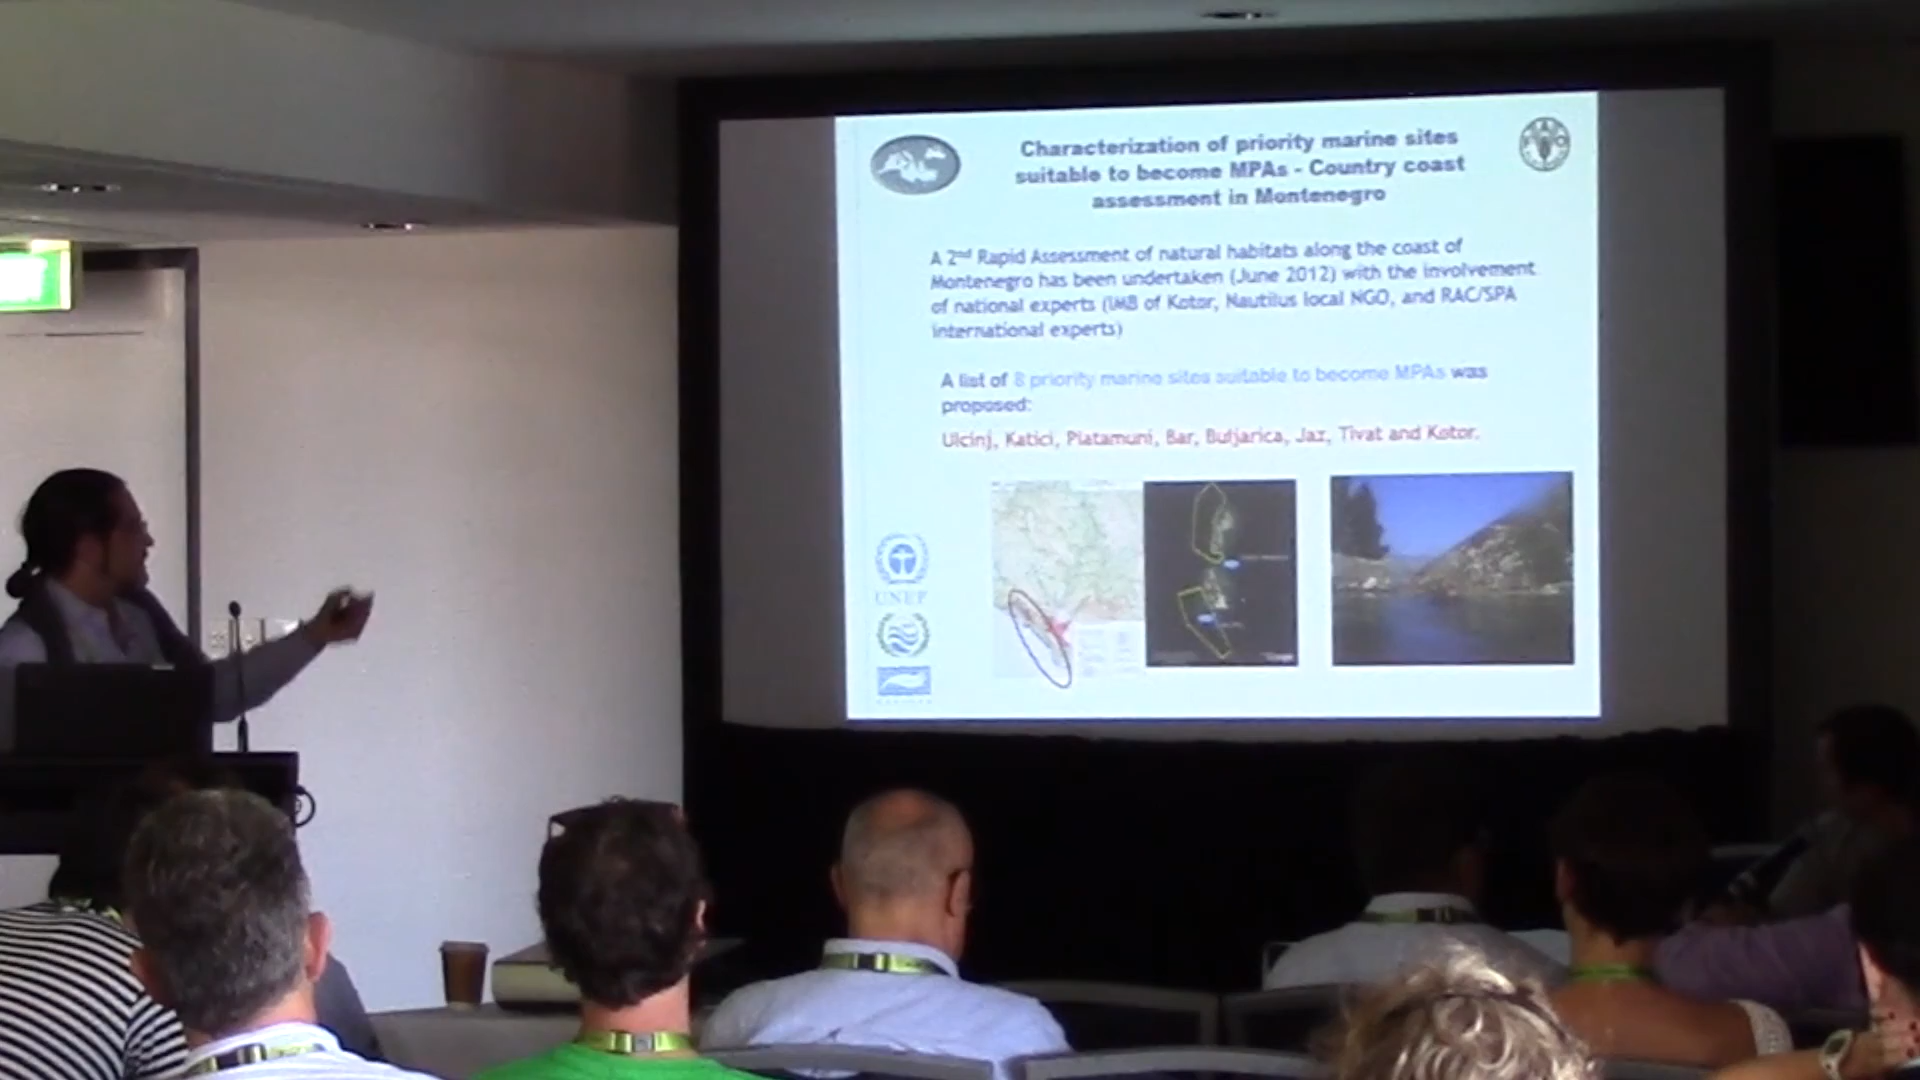 Characterization of priority marine sites
suitable to become MPAs - Country coast
assessment in Montenegro
A 2nd Rapid Assessment of natural habitats along the coast of
Montenegro has been undertaken (June 2012) with the involvement
of national experts (IMB of Kotor, Nautilus local NGO, and RAC/SPA
international experts)
A list of 8 priority marine sites suitable to become MPAs was
proposed:
Ulcinj, Katici, Platamuni, Bar, Buljarica, Jaz, Tivat and Kotor.
UNEP